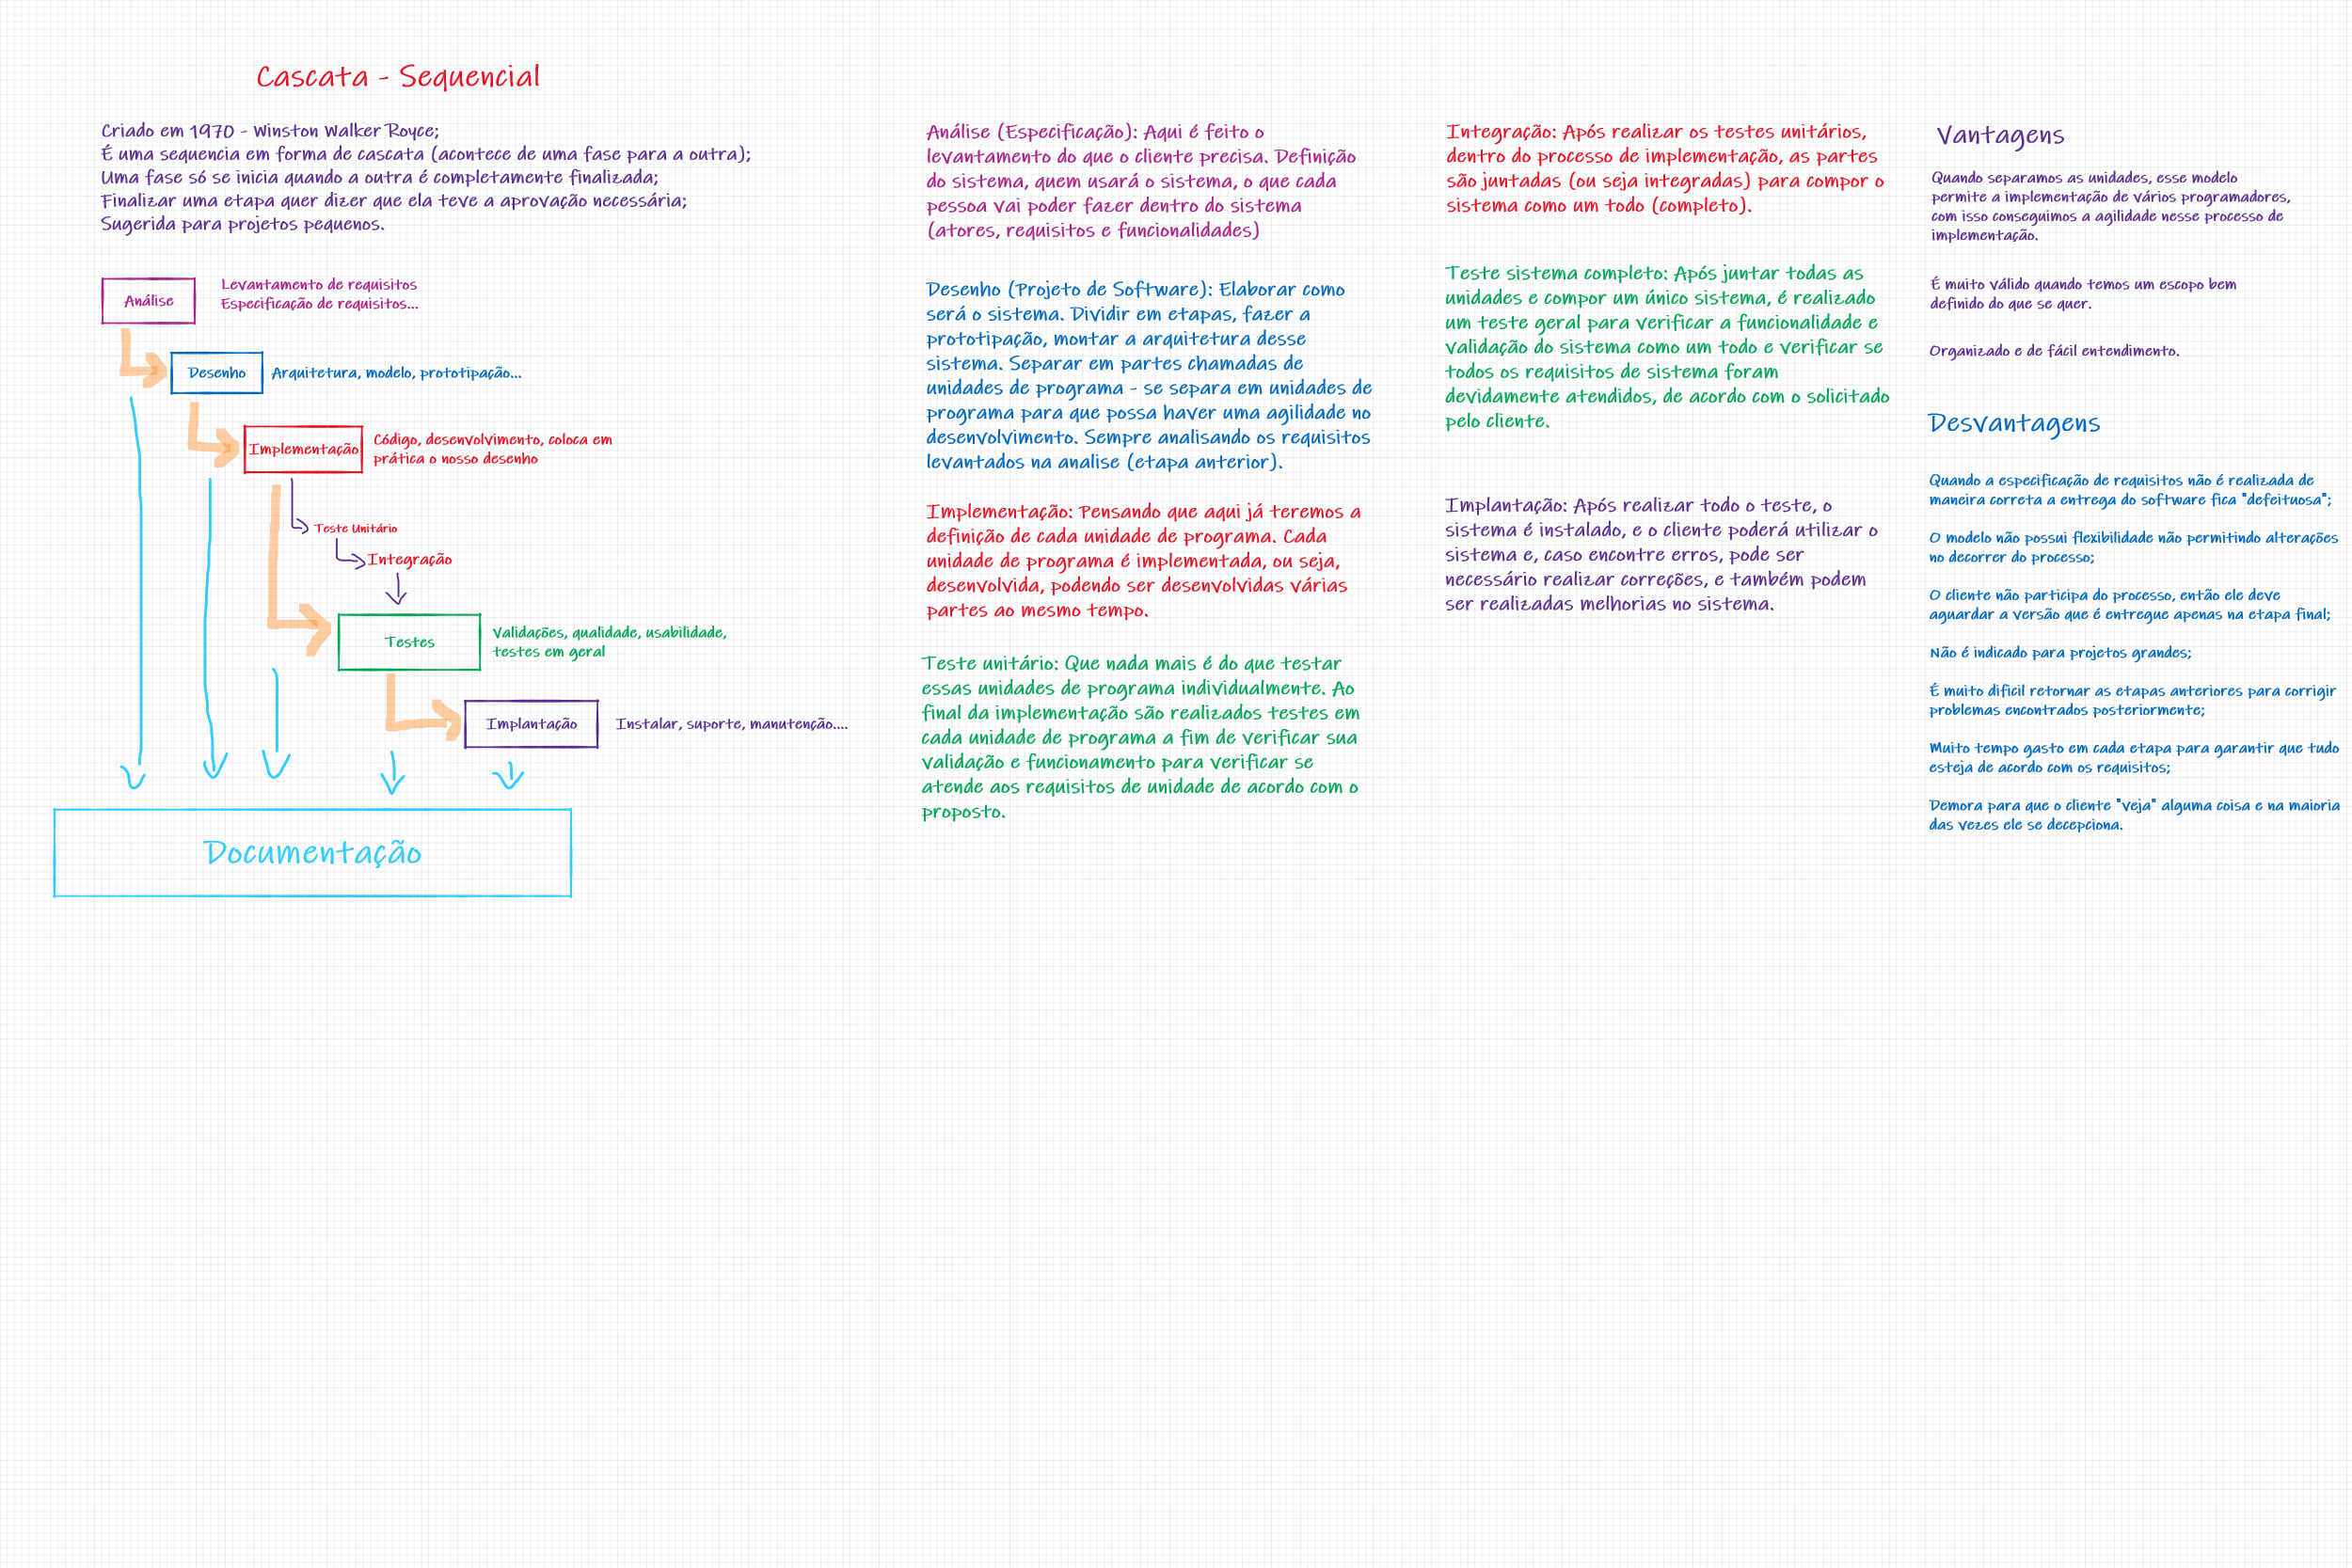 Cascata - Sequencial
Criado em 1970 - Winston Walker Royce;
É uma sequencia em forma de cascata (acontece de uma fase para a outra);
Uma fase só se inicia quando a outra é completamente finalizada;
Finalizar uma etapa quer dizer que ela teve a aprovação necessária;
Sugerida para projetos pequenos.
Análise
Levantamento de requisitos
Especificação de requisitos...
Desenho
Arquitetura, modelo, prototipação...
Implementação
Código, desenvolvimento, coloca em
prática o nosso desenho
Teste Unitário
Integração
Testes
Validações, qualidade, usabilidade,
testes em geral
Implantação
Instalar, suporte, manutenção....
Documentação
Análise (Especificação): Aqui é feito o
levantamento do que o cliente precisa. Definição
do sistema, quem usará o sistema, o que cada
pessoa vai poder fazer dentro do sistema
(atores, requisitos e funcionalidades)
Desenho (Projeto de Software): Elaborar como
será o sistema. Dividir em etapas, fazer a
prototipação, montar a arquitetura desse
sistema. Separar em partes chamadas de
unidades de programa - se separa em unidades de
programa para que possa haver uma agilidade no
desenvolvimento. Sempre analisando os requisitos
levantados na analise (etapa anterior).
Implementação: Pensando que aqui já teremos a
definição de cada unidade de programa. Cada
unidade de programa é implementada, ou seja,
desenvolvida, podendo ser desenvolvidas várias
partes ao mesmo tempo.
Teste unitário: Que nada mais é do que testar
essas unidades de programa individualmente. Ao
final da implementação são realizados testes em
cada unidade de programa a fim de verificar sua
validação e funcionamento para verificar se
atende aos requisitos de unidade de acordo com o
proposto.
Integração: Após realizar os testes unitários,
dentro do processo de implementação, as partes
são juntadas (ou seja integradas) para compor o
sistema como um todo (completo).
Teste sistema completo: Após juntar todas as
unidades e compor um único sistema, é realizado
um teste geral para verificar a funcionalidade e
validação do sistema como um todo e verificar se
todos os requisitos de sistema foram
devidamente atendidos, de acordo com o solicitado
pelo cliente.
Implantação: Após realizar todo o teste, o
sistema é instalado, e o cliente poderá utilizar o
sistema e, caso encontre erros, pode ser
necessário realizar correções, e também podem
ser realizadas melhorias no sistema.
Vantagens
Quando separamos as unidades, esse modelo
permite a implementação de vários programadores,
com isso conseguimos a agilidade nesse processo de
implementação.
É muito válido quando temos um escopo bem
definido do que se quer.
Organizado e de fácil entendimento.
Desvantagens
Quando a especificação de requisitos não é realizada de
maneira correta a entrega do software fica "defeituosa";
O modelo não possui flexibilidade não permitindo alterações
no decorrer do processo;
O cliente não participa do processo, então ele deve
aguardar a versão que é entregue apenas na etapa final;
Não é indicado para projetos grandes;
É muito dificil retornar as etapas anteriores para corrigir
problemas encontrados posteriormente;
Muito tempo gasto em cada etapa para garantir que tudo
esteja de acordo com os requisitos;
Demora para que o cliente "veja" alguma coisa e na maioria
das vezes ele se decepciona.